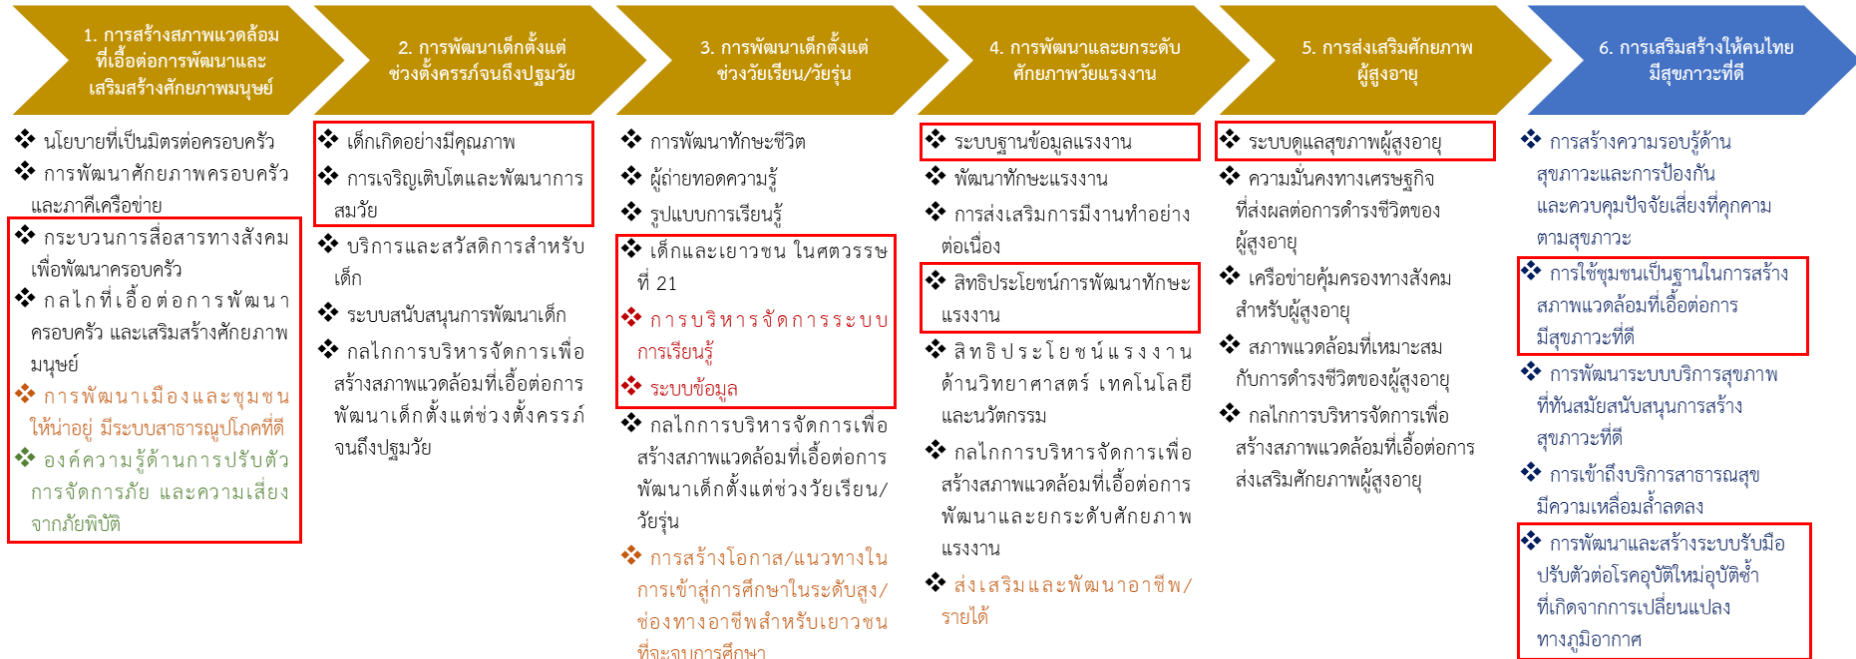 1. การสร้างสภาพแวดล้อม
ที่เอื้อต่อการพัฒนาและ
เสริมสร้างศักยภาพมนุษย์
❖ นโยบายที่เป็นมิตรต่อครอบครัว
❖ การพัฒนาศักยภาพครอบครัว
และภาคีเครือข่าย
❖ กระบวนการสื่อสารทางสังคม
เพื่อพัฒนาครอบครัว
❖ กลไกที่เอื้อต่อการพัฒนา
ครอบครัว และเสริมสร้างศักยภาพ
มนุษย์
❖ การพัฒนาเมืองและชุมชน
ให้น่าอยู่ มีระบบสาธารณูปโภคที่ดี
❖ องค์ความรู้ด้านการปรับตัว
การจัดการภัย และความเสี่ยง
จากภัยพิบัติ
2. การพัฒนาเด็กตั้งแต่
ช่วงตั้งครรภ์จนถึงปฐมวัย
❖ เด็กเกิดอย่างมีคุณภาพ
❖ การเจริญเติบโตและพัฒนาการ
สมวัย
❖ บริการและสวัสดิการสำหรับ
เด็ก
❖ ระบบสนับสนุนการพัฒนาเด็ก
❖ กลไกการบริหารจัดการเพื่อ
สร้างสภาพแวดล้อมที่เอื้อต่อการ
พัฒนาเด็กตั้งแต่ช่วงตั้งครรภ์
จนถึงปฐมวัย
3. การพัฒนาเด็กตั้งแต่
ช่วงวัยเรียน/วัยรุ่น
❖ การพัฒนาทักษะชีวิต
❖ ผู้ถ่ายทอดความรู้
❖ รูปแบบการเรียนรู้
❖ เด็กและเยาวชน ในศตวรรษ
ที่ 21
❖ การบริหารจัดการระบบ
การเรียนรู้
❖ ระบบข้อมูล
❖ กลไกการบริหารจัดการเพื่อ
สร้างสภาพแวดล้อมที่เอื้อต่อการ
พัฒนาเด็กตั้งแต่ช่วงวัยเรียน/
วัยรุ่น
❖ การสร้างโอกาส/แนวทางใน
การเข้าสู่การศึกษาในระดับสูง/
ช่องทางอาชีพสำหรับเยาวชน
ที่จะจบการศึกษา
4. การพัฒนาและยกระดับ
ศักยภาพวัยแรงงาน
❖ ระบบฐานข้อมูลแรงงาน
❖ พัฒนาทักษะแรงงาน
❖ การส่งเสริมการมีงานทำอย่าง
ต่อเนื่อง
❖ สิทธิประโยชน์การพัฒนาทักษะ
แรงงาน
❖ สิทธิประโยชน์แรงงาน
ด้านวิทยาศาสตร์ เทคโนโลยี
และนวัตกรรม
❖ กลไกการบริหารจัดการเพื่อ
สร้างสภาพแวดล้อมที่เอื้อต่อการ
พัฒนาและยกระดับศักยภาพ
แรงงาน
❖ ส่งเสริมและพัฒนาอาชีพ/
รายได้
5. การส่งเสริมศักยภาพ
ผู้สูงอายุ
❖ ระบบดูแลสุขภาพผู้สูงอายุ
❖ ความมั่นคงทางเศรษฐกิจ
ที่ส่งผลต่อการดำรงชีวิตของ
ผู้สูงอายุ
❖ เครือข่ายคุ้มครองทางสังคม
สำหรับผู้สูงอายุ
❖ สภาพแวดล้อมที่เหมาะสม
กับการดำรงชีวิตของผู้สูงอายุ
❖ กลไกการบริหารจัดการเพื่อ
สร้างสภาพแวดล้อมที่เอื้อต่อการ
ส่งเสริมศักยภาพผู้สูงอายุ
6. การเสริมสร้างให้คนไทย
มีสุขภาวะที่ดี
❖ การสร้างความรอบรู้ด้าน
สุขภาวะและการป้องกัน
และควบคุมปัจจัยเสี่ยงที่คุกคาม
ตามสุขภาวะ
❖ การใช้ชุมชนเป็นฐานในการสร้าง
สภาพแวดล้อมที่เอื้อต่อการ
มีสุขภาวะที่ดี
❖ การพัฒนาระบบบริการสุขภาพ
ที่ทันสมัยสนับสนุนการสร้าง
สุขภาวะที่ดี
❖ การเข้าถึงบริการสาธารณสุข
มีความเหลื่อมล้ำลดลง
❖ การพัฒนาและสร้างระบบรับมือ
ปรับตัวต่อโรคอุบัติใหม่อุบัติซ้ำ
ที่เกิดจากการเปลี่ยนแปลง
ทางภูมิอากาศ